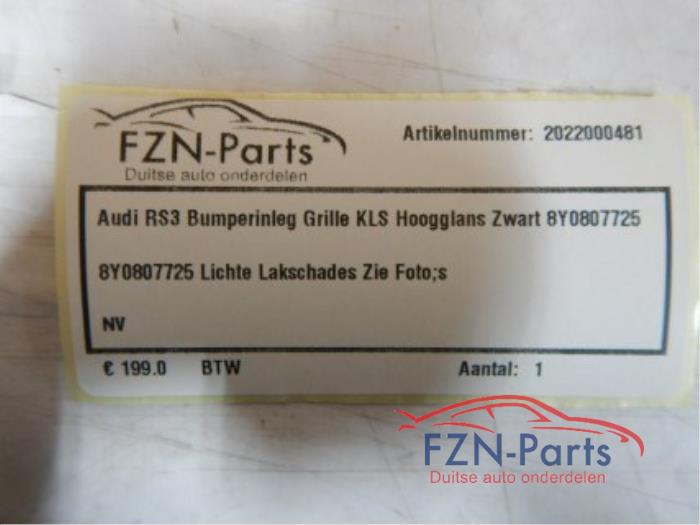 FZN-Parts
Duitse auto onderdelen
Artikelnummer: 2022000481
Audi RS3 Bumperinleg Grille KLS Hoogglans Zwart 8Y0807725
8Y0807725 Lichte Lakschades Zie Foto;s
NV
€ 199.0 BTW Aantal: 1
FZN-Parts
Duitse auto onderdelen